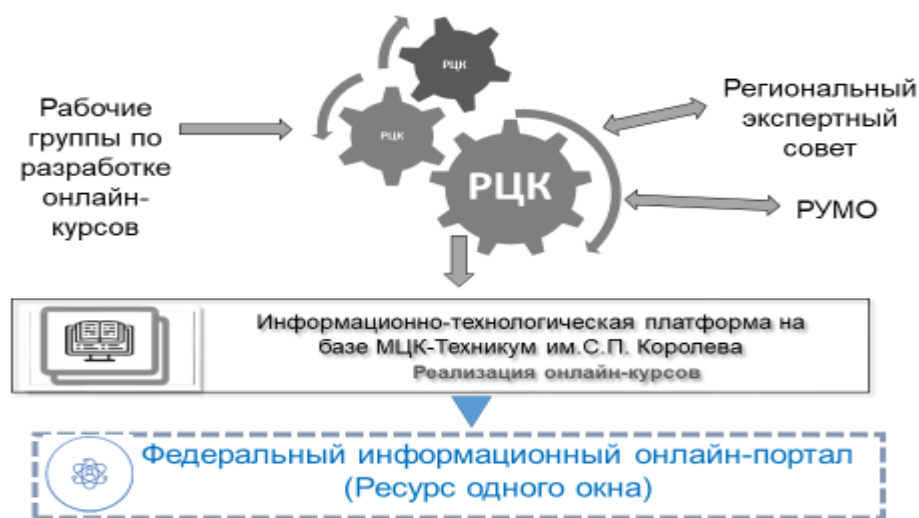 РЦК
РЦК
РЦК
Рабочие
группы по
разработке
онлайн-
курсов
Региональный
экспертный
совет
РУМО
Информационно-технологическая платформа на
базе МЦК-Техникум им.С.П. Королева
Реализация онлайн-курсов
Федеральный информационный онлайн-портал
(Ресурс одного окна)